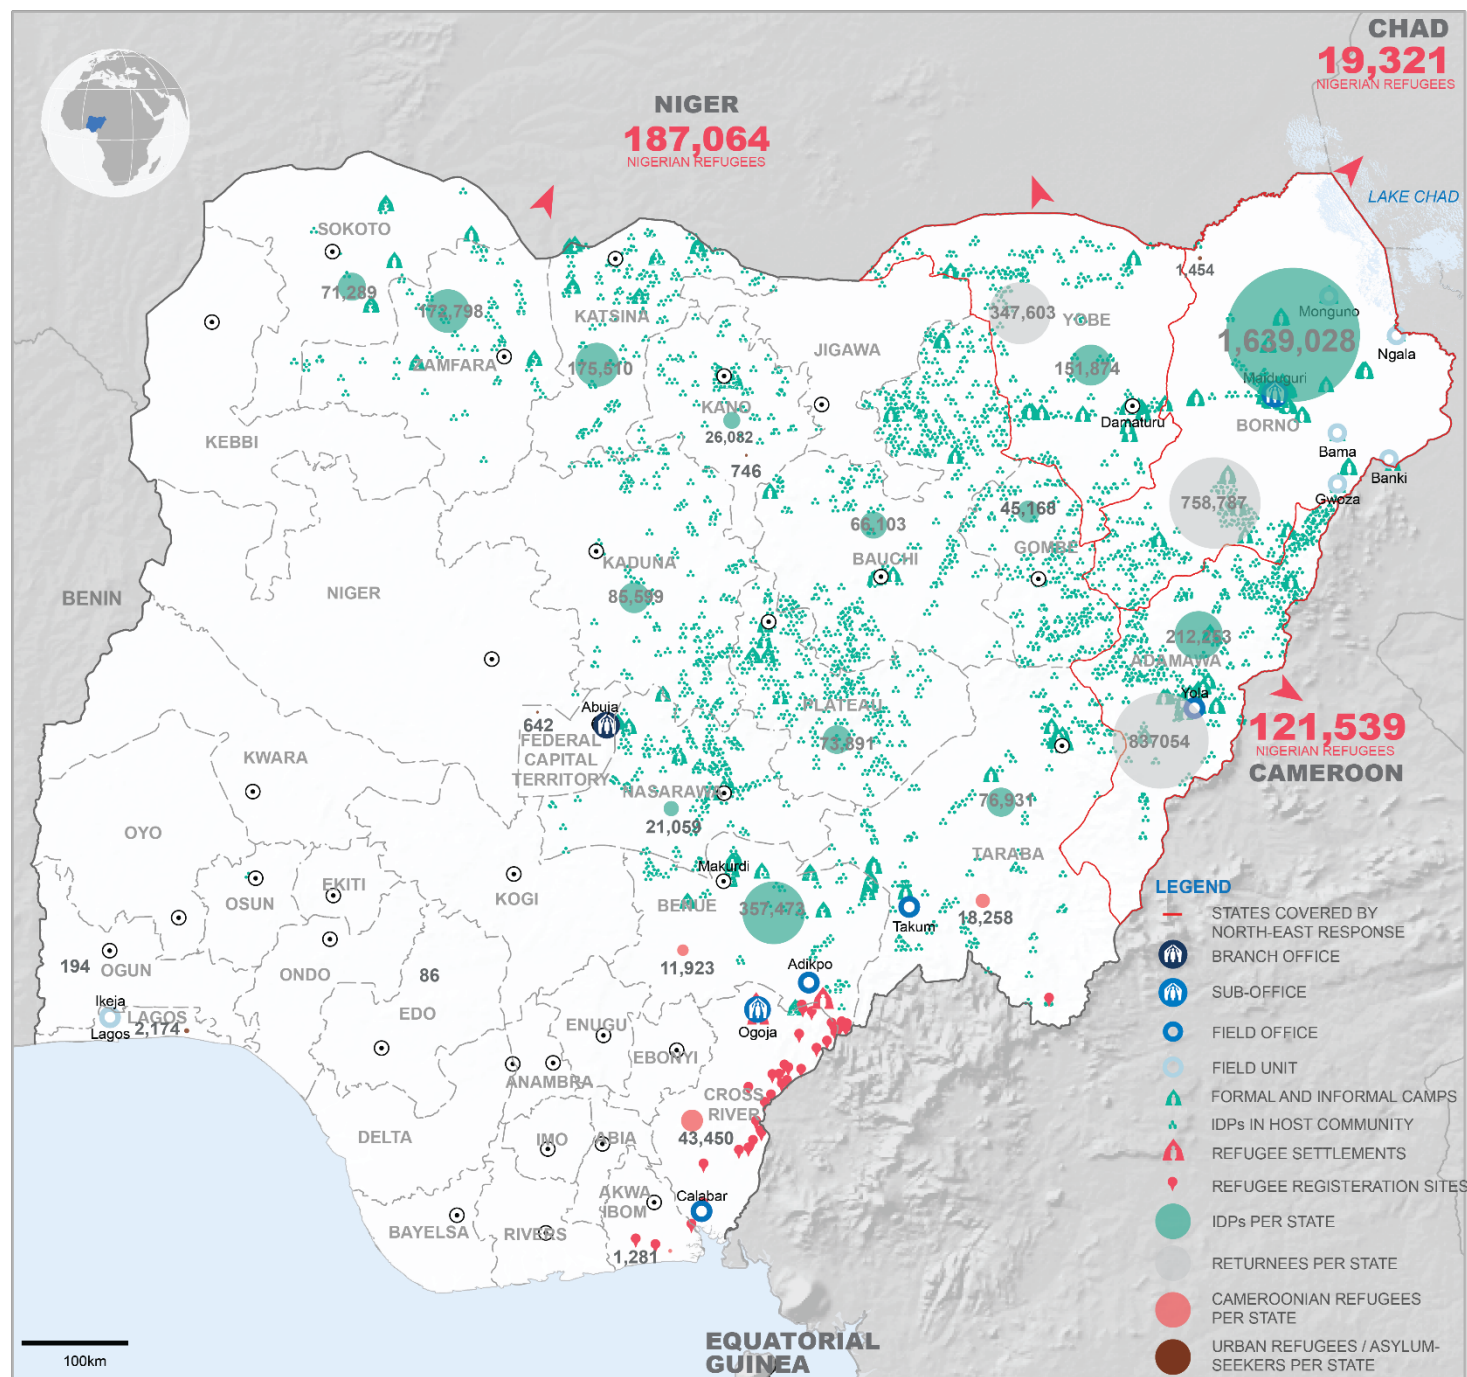 CHAD
19,321
NIGERIAN REFUGEES
NIGER
187,064
NIGERIAN REFUGEES
LAKE CHAD
SOKOTO
71,289
172,798
ZAMFARA
KATSINA
175,510
KANO
26,082
746
JIGAWA
347,603
YOBE
151,874
Damaturu
1,454
Monguno
1,639,028
Ngala
Maiduguri
BORNO
Bama
Banki
Gwoza
758,787
KEBBI
66,103
BAUCHI
45,168
GOMBE
KADUNA
85,599
BENIN
NIGER
212,253
ADAMAWA
Yola
837054
121,539
NIGERIAN REFUGEES
CAMEROON
Abuja
642
FEDERAL
CAPITAL
TERRITORY
PLATEAU
73,891
NASARAWA
21,059
76,931
TARABA
18,258
Takum
KWARA
OYO
OSUN
EKITI
KOGI
Makurdi
BENUE
357,472
11,923
Adikpo
194
OGUN
ONDO
86
EDO
Ikeja
LAGOS
Lagos
2,174
ENUGU
EBONYI
Ogoja
ANAMBRA
CROSS
RIVER
43,450
DELTA
IMO
ABIA
AKWA
IBOM
Calabar
BAYELSA
RIVERS
1,281
EQUATORIAL
GUINEA
100km
LEGEND
STATES COVERED BY
NORTH-EAST RESPONSE
BRANCH OFFICE
SUB-OFFICE
FIELD OFFICE
FIELD UNIT
FORMAL AND INFORMAL CAMPS
IDPs IN HOST COMMUNITY
REFUGEE SETTLEMENTS
REFUGEE REGISTERATION SITES
IDPs PER STATE
RETURNEES PER STATE
CAMEROONIAN REFUGEES
PER STATE
URBAN REFUGEES / ASYLUM-
SEEKERS PER STATE